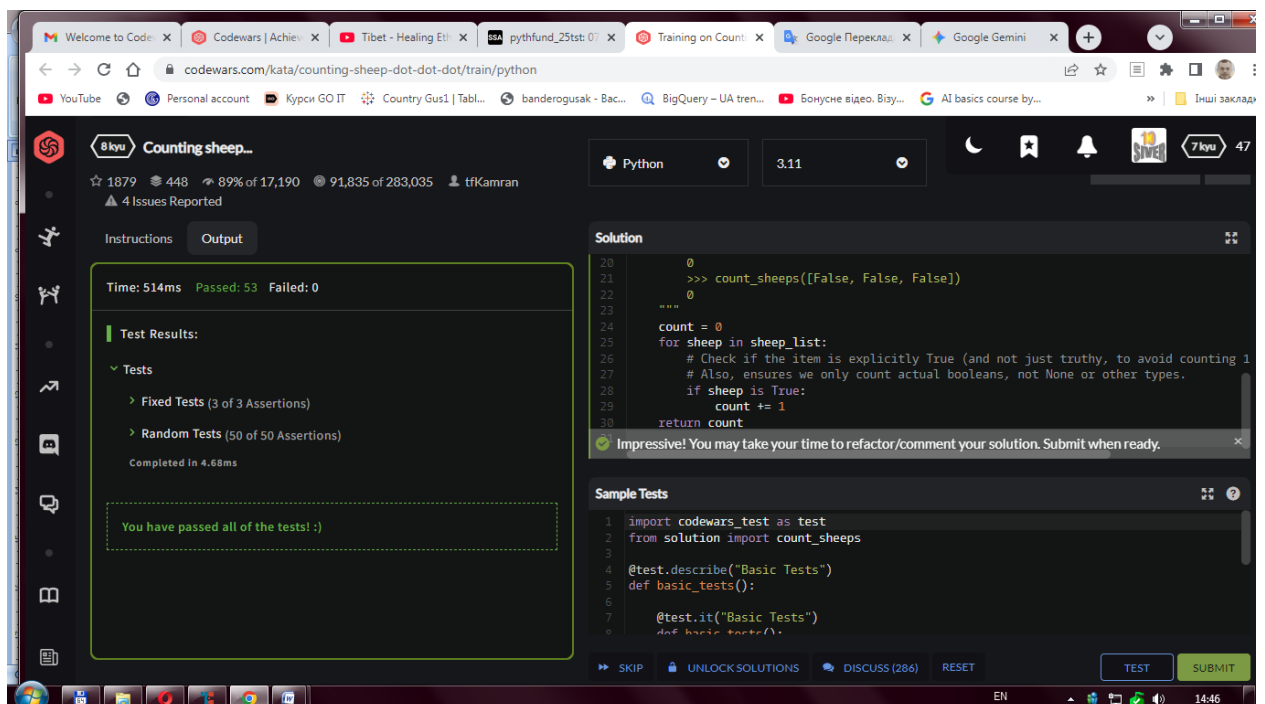 Welcome to Code
Codewars | Achiev
Tibet - Healing Eth
SSA pythfund_25tst: 07
Training on Counti
Google Переклад
Google Gemini
codewars.com/kata/counting-sheep-dot-dot-dot/train/python
YouTube
Personal account
Курси GO IT
Country Gus1 | Tabl...
banderogusak - Bac...
BigQuery – UA tren...
Бонусне відео. Візу...
AI basics course by...
»
Інші заклад
8 kyu Counting sheep...
Python
3.11
SIVER
7 kyu 47
1879 448 89% of 17,190 91,835 of 283,035 tfKamran
4 Issues Reported
Instructions Output
Time: 514ms Passed: 53 Failed: 0
Test Results:
Tests
Fixed Tests (3 of 3 Assertions)
Random Tests (50 of 50 Assertions)
Completed in 4.68ms
You have passed all of the tests! :)
Solution
20 0
21 >>> count_sheeps([False, False, False])
22 0
23 """
24 count = 0
25 for sheep in sheep_list:
26 # Check if the item is explicitly True (and not just truthy, to avoid counting 1
27 # Also, ensures we only count actual booleans, not None or other types.
28 if sheep is True:
29 count += 1
30 return count
Impressive! You may take your time to refactor/comment your solution. Submit when ready.
Sample Tests
1 import codewars_test as test
2 from solution import count_sheeps
3
4 @test.describe("Basic Tests")
5 def basic_tests():
6
7 @test.it("Basic Tests")
8 def basic_tests():
SKIP UNLOCK SOLUTIONS DISCUSS (286) RESET TEST SUBMIT
EN 14:46